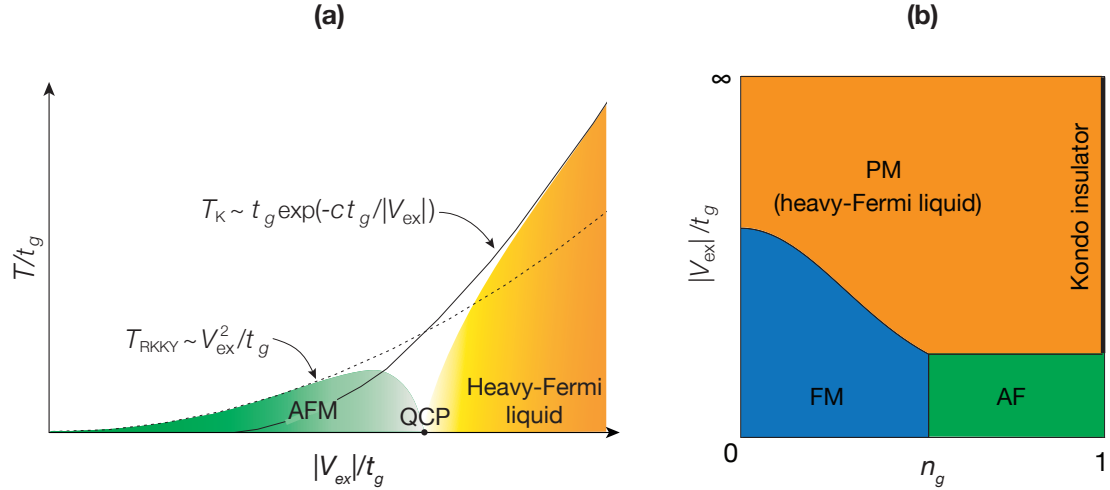 (a)
T/t_g
T_K ~ t_g exp(-ct_g/|V_ex|)
T_RKKY ~ V_ex^2/t_g
AFM
QCP
Heavy-Fermi
liquid
|V_ex|/t_g
(b)
∞
|V_ex|/t_g
PM
(heavy-Fermi liquid)
Kondo insulator
FM
AF
0
n_g
1